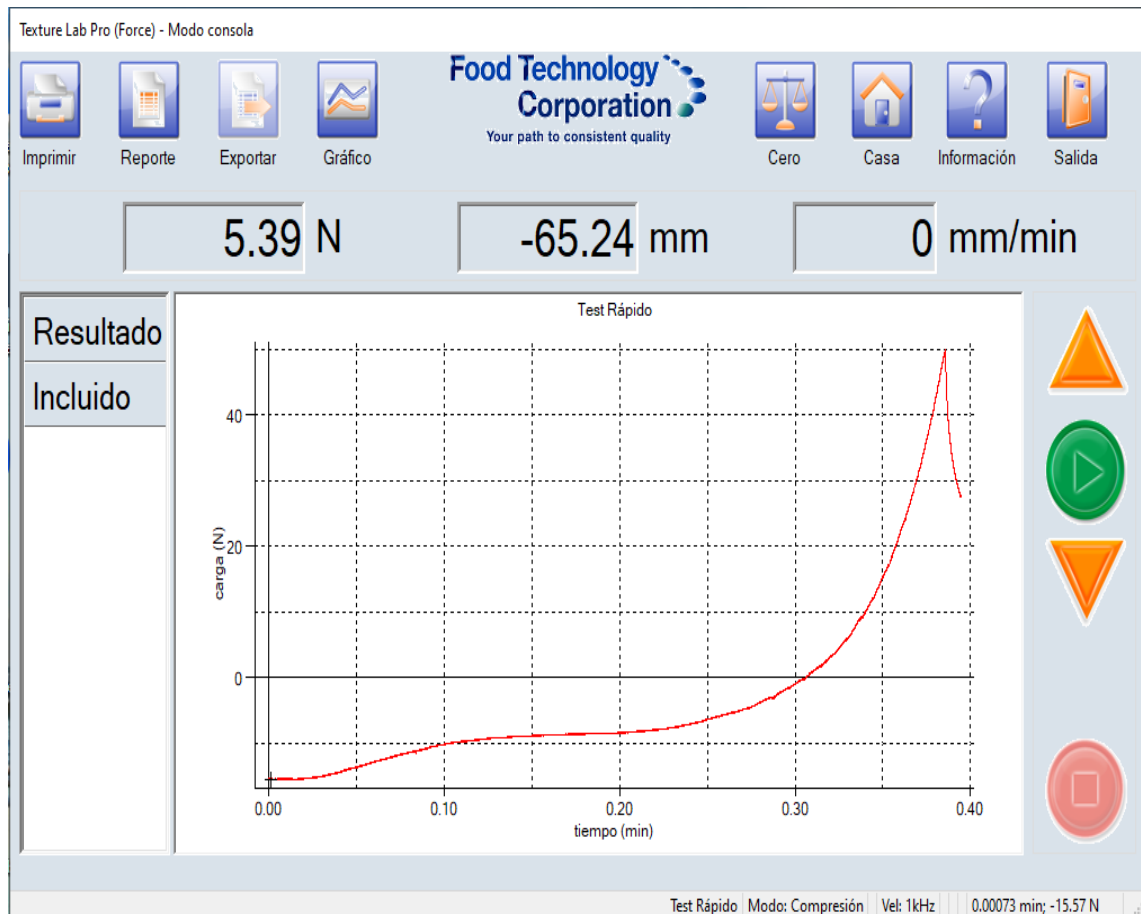 Texture Lab Pro (Force) - Modo consola
Food Technology
Corporation
Your path to consistent quality
Imprimir Reporte Exportar Gráfico Cero Casa Información Salida
5.39 N -65.24 mm 0 mm/min
Resultado
Incluido
Test Rápido
carga (N)
40
20
0
0.00 0.10 0.20 0.30 0.40
tiempo (min)
Test Rápido Modo: Compresión Vel: 1kHz 0.00073 min; -15.57 N